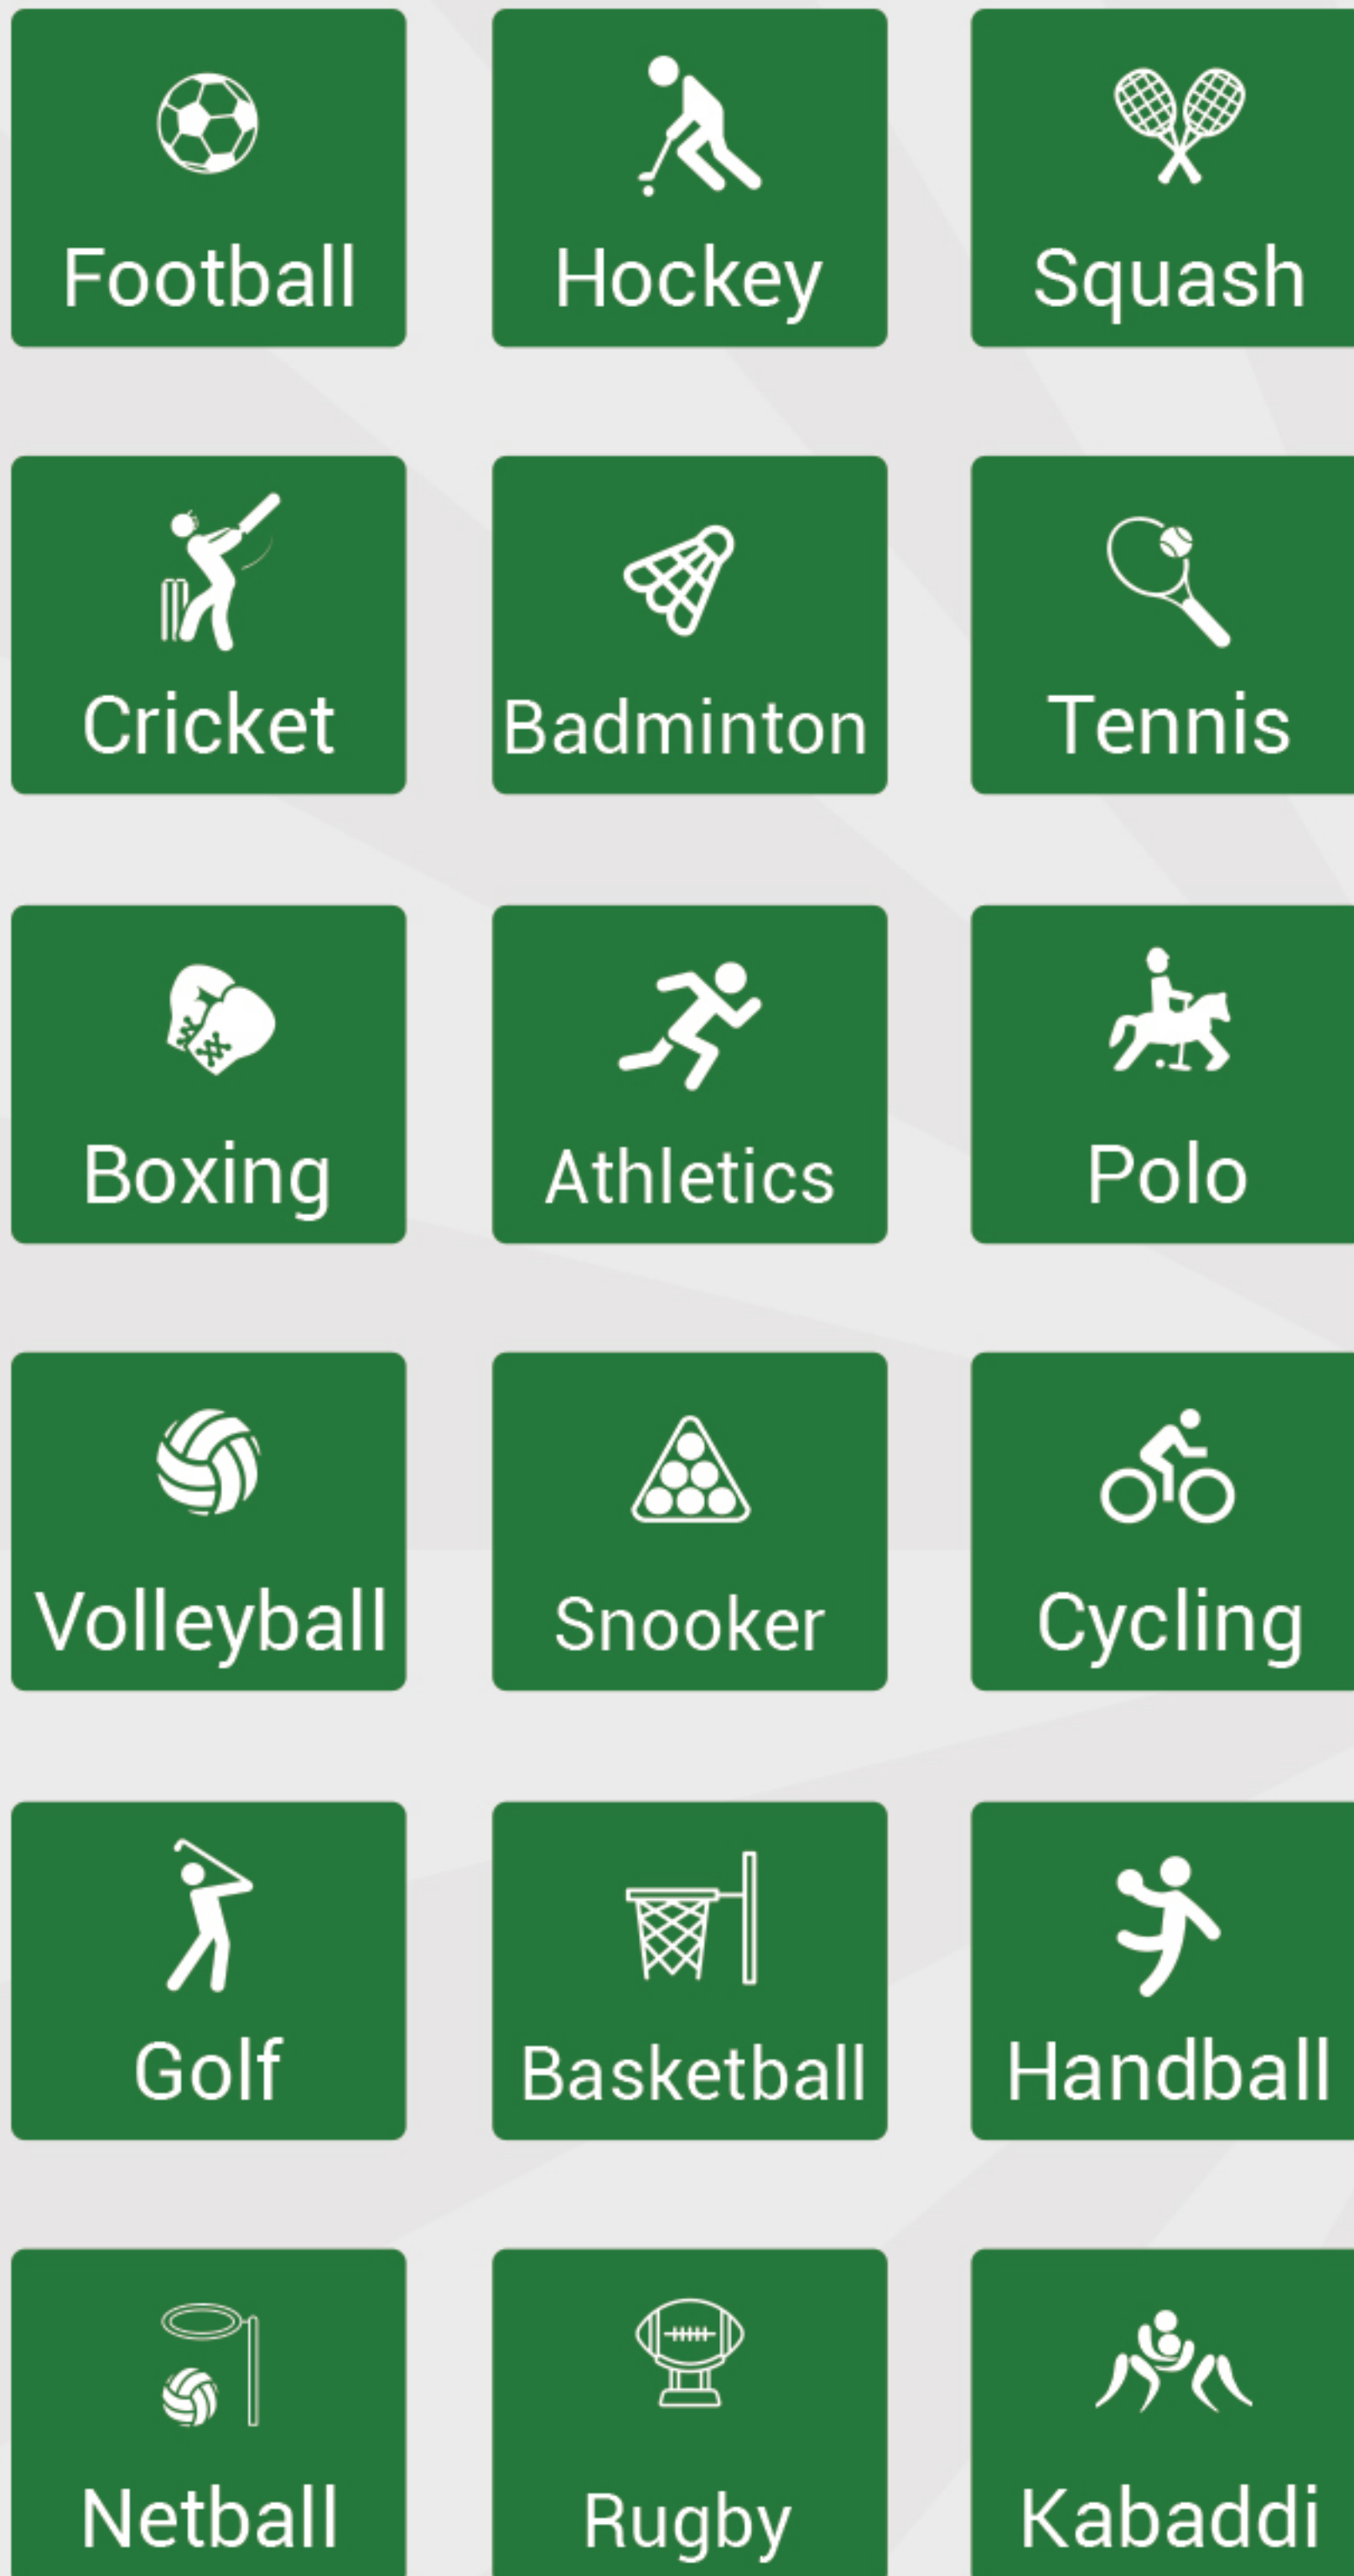 Football
Hockey
Squash
Cricket
Badminton
Tennis
Boxing
Athletics
Polo
Volleyball
Snooker
Cycling
Golf
Basketball
Handball
Netball
Rugby
Kabaddi